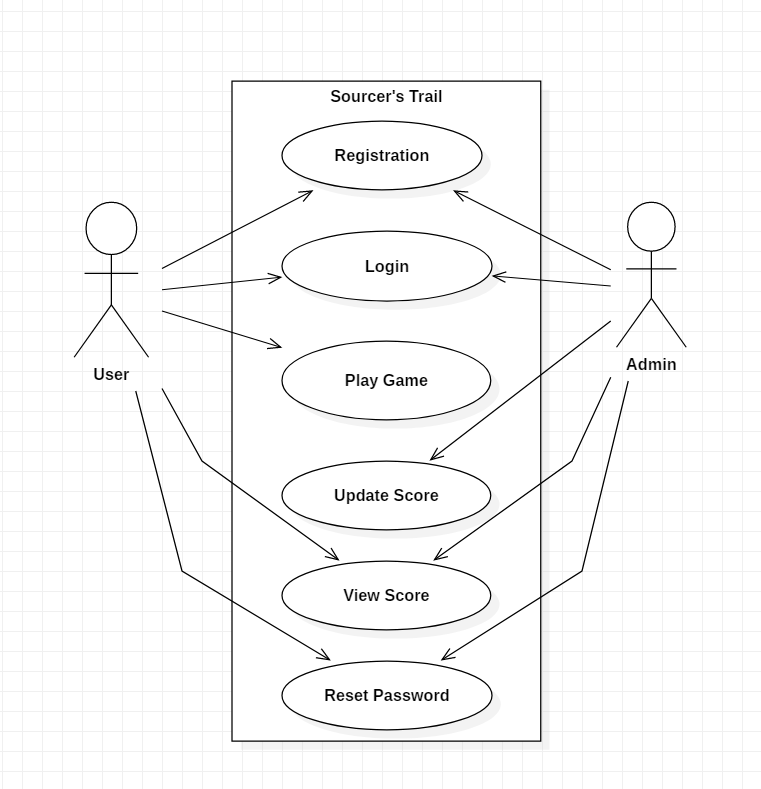 Sourcer's Trail
Registration
Login
Play Game
User
Admin
Update Score
View Score
Reset Password